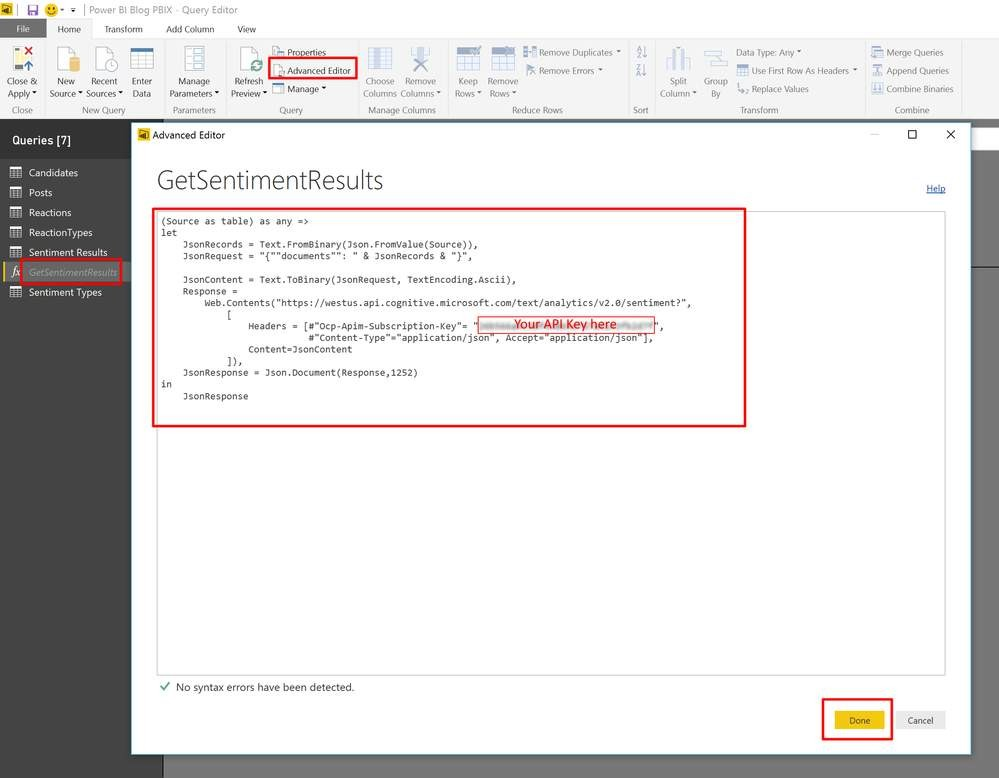 Power BI Blog PBIX - Query Editor
File Home Transform Add Column View
Close & Apply
New Source
Recent Sources
Enter Data
Manage Parameters
Refresh Preview
Properties
Advanced Editor
Manage
Choose Columns
Remove Columns
Keep Rows
Remove Rows
Remove Duplicates
Remove Errors
Split Column
Group By
Data Type: Any
Use First Row As Headers
Replace Values
Merge Queries
Append Queries
Combine Binaries
Close New Query Parameters Query Manage Columns Reduce Rows Sort Transform Combine
Queries [7]
Candidates
Posts
Reactions
ReactionTypes
Sentiment Results
fx GetSentimentResults
Sentiment Types
Advanced Editor
GetSentimentResults
Help
(Source as table) as any =>
let
JsonRecords = Text.FromBinary(Json.FromValue(Source)),
JsonRequest = "{""documents"": " & JsonRecords & "}",
JsonContent = Text.ToBinary(JsonRequest, TextEncoding.Ascii),
Response =
Web.Contents("https://westus.api.cognitive.microsoft.com/text/analytics/v2.0/sentiment?",
[
Headers = [#"Ocp-Apim-Subscription-Key"= "Your API Key here",
#"Content-Type"="application/json", Accept="application/json"],
Content=JsonContent
]),
JsonResponse = Json.Document(Response,1252)
in
JsonResponse
No syntax errors have been detected.
Done Cancel